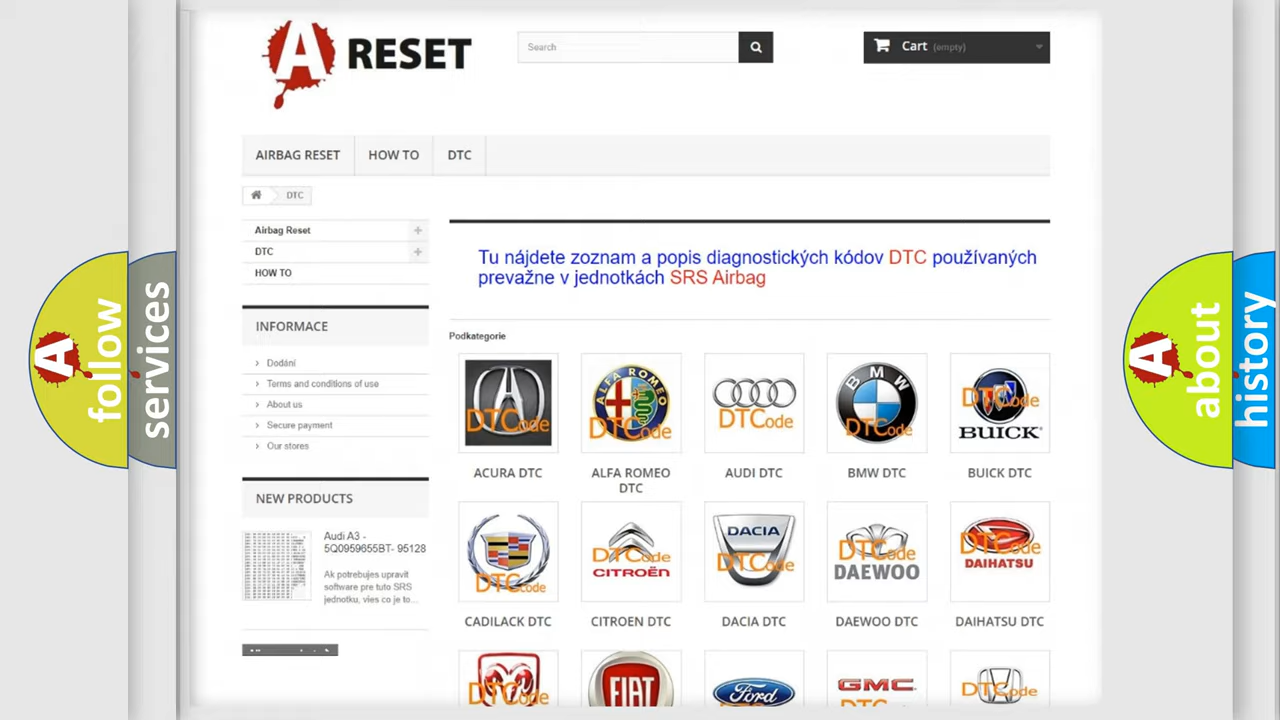 A RESET
Search
Cart (empty)
AIRBAG RESET
HOW TO
DTC
DTC
Airbag Reset
DTC
HOW TO
INFORMACE
Dodání
Terms and conditions of use
About us
Secure payment
Our stores
NEW PRODUCTS
Audi A3 -
5Q0959655BT- 95128
Ak potrebujes upravit
software pre tuto SRS
jednotku, vies co je to...
Tu nájdete zoznam a popis diagnostických kódov DTC používaných
prevažne v jednotkách SRS Airbag
Podkategorie
DTCode
ALFA ROMEO
DTCode
DTCode
BMW
DTCode
DTCode
BUICK
ACURA DTC
ALFA ROMEO
DTC
AUDI DTC
BMW DTC
BUICK DTC
DTCode
DTCode
CITROËN
DACIA
DTCode
DTCode
DAEWOO
DTCode
DAIHATSU
CADILACK DTC
CITROEN DTC
DACIA DTC
DAEWOO DTC
DAIHATSU DTC
DTCode
FIAT
Ford
GMC
DTCode
A follow
services
A about
history